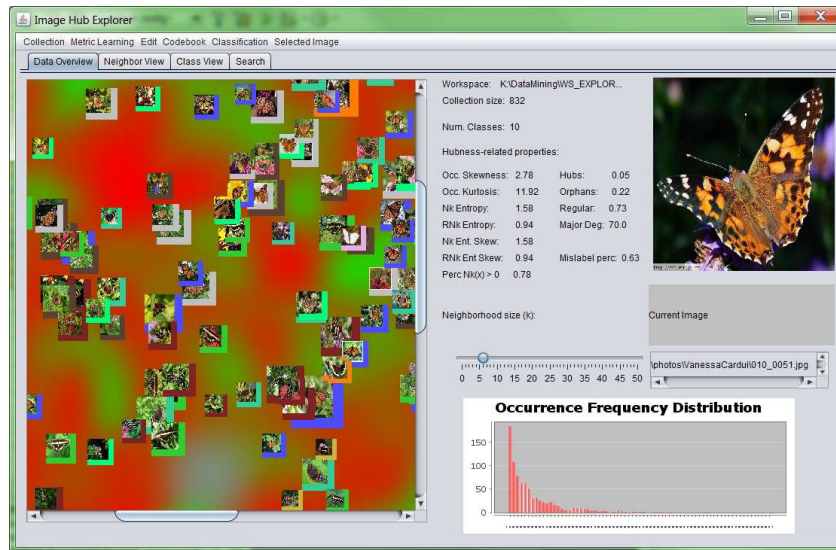 Image Hub Explorer
Collection Metric Learning Edit Codebook Classification Selected Image
Data Overview Neighbor View Class View Search
Workspace: K:\DataMining\WS_EXPLOR...
Collection size: 832
Num. Classes: 10
Hubness-related properties:
Occ. Skewness: 2.78 Hubs: 0.05
Occ. Kurtosis: 11.92 Orphans: 0.22
Nk Entropy: 1.58 Regular: 0.73
RNk Entropy: 0.94 Major Deg: 70.0
Nk Ent. Skew: 1.58
RNk Ent Skew: 0.94 Mislabel perc: 0.63
Perc Nk(x) > 0 0.78
Neighborhood size (k):
Current Image
0 5 10 15 20 25 30 35 40 45 50
\photos\VanessaCardui\010_0051.jpg
Occurrence Frequency Distribution
150
100
50
0